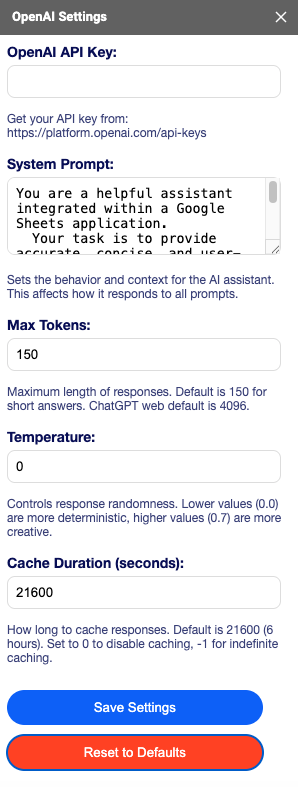 OpenAI Settings
OpenAI API Key:
Get your API key from:
https://platform.openai.com/api-keys
System Prompt:
You are a helpful assistant
integrated within a Google
Sheets application.
Your task is to provide
accurate, concise, and user-
Sets the behavior and context for the AI assistant.
This affects how it responds to all prompts.
Max Tokens:
150
Maximum length of responses. Default is 150 for
short answers. ChatGPT web default is 4096.
Temperature:
0
Controls response randomness. Lower values (0.0)
are more deterministic, higher values (0.7) are more
creative.
Cache Duration (seconds):
21600
How long to cache responses. Default is 21600 (6
hours). Set to 0 to disable caching, -1 for indefinite
caching.
Save Settings
Reset to Defaults